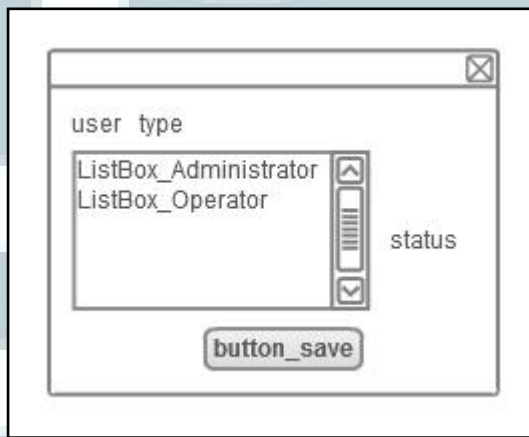 user type
ListBox_Administrator
ListBox_Operator
status
button_save